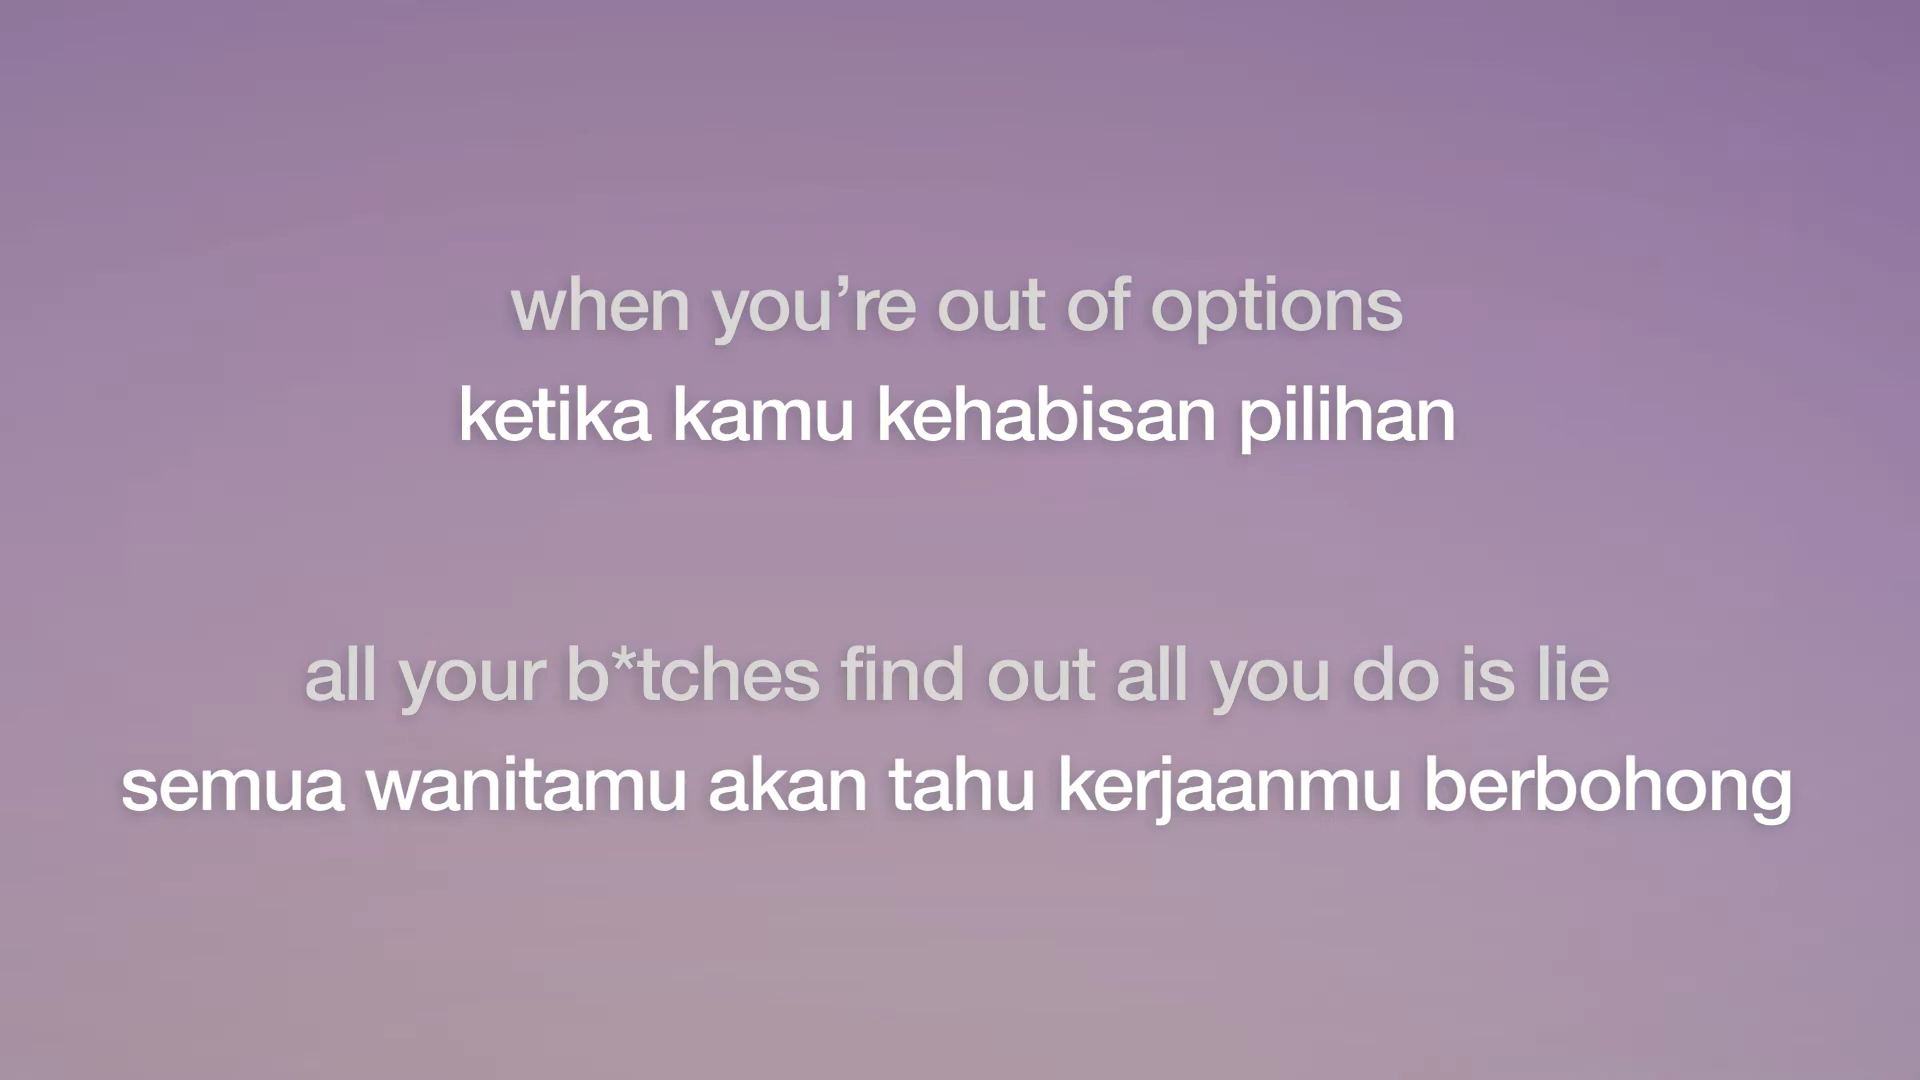 when you’re out of options
ketika kamu kehabisan pilihan
all your b*tches find out all you do is lie
semua wanitamu akan tahu kerjaanmu berbohong